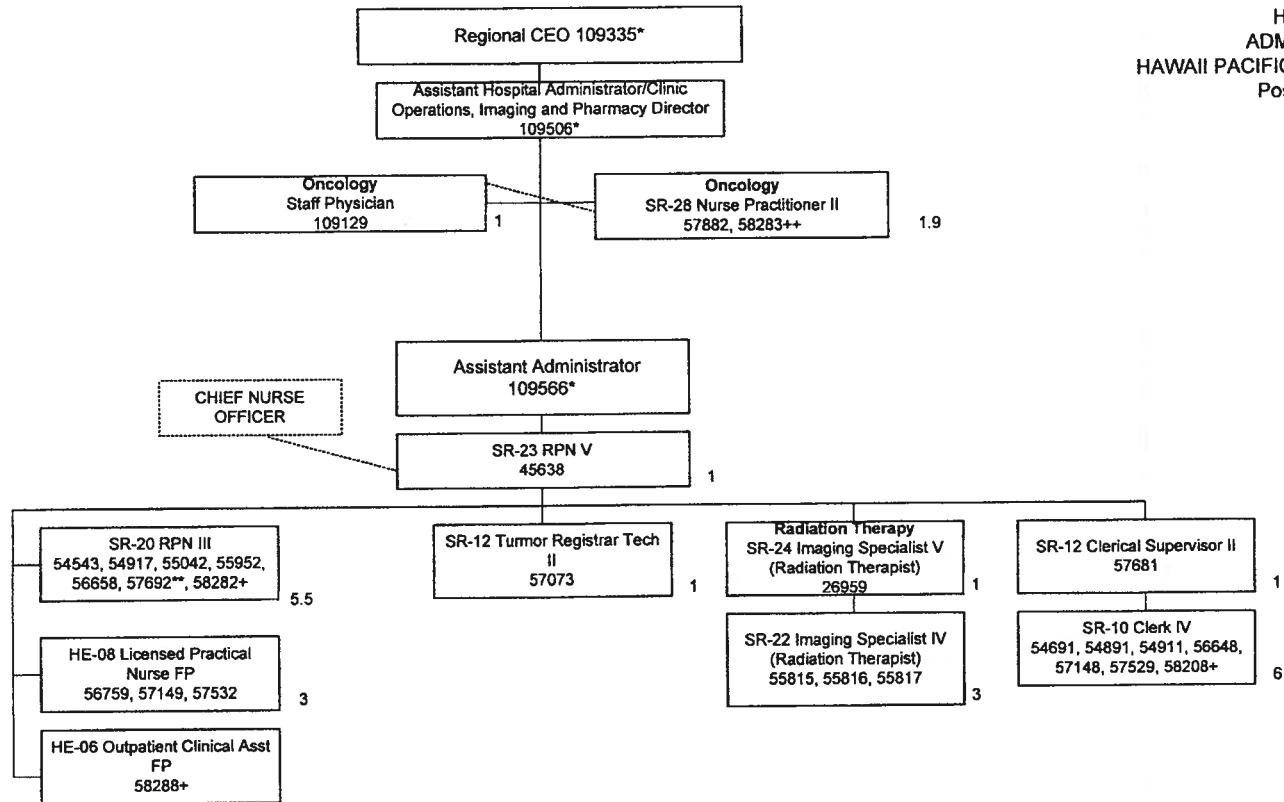 H
ADM
HAWAII PACIFIC
Pos
Regional CEO 109335*
Assistant Hospital Administrator/Clinic
Operations, Imaging and Pharmacy Director
109506*
Oncology
Staff Physician
109129
1
Oncology
SR-28 Nurse Practitioner II
57882, 58283++
1.9
Assistant Administrator
109566*
CHIEF NURSE
OFFICER
SR-23 RPN V
45638
1
SR-20 RPN III
54543, 54917, 55042, 55952,
56658, 57692**, 58282+
5.5
SR-12 Turmor Registrar Tech
II
57073
1
Radiation Therapy
SR-24 Imaging Specialist V
(Radiation Therapist)
26959
1
SR-12 Clerical Supervisor II
57681
1
HE-08 Licensed Practical
Nurse FP
56759, 57149, 57532
3
SR-22 Imaging Specialist IV
(Radiation Therapist)
55815, 55816, 55817
3
SR-10 Clerk IV
54691, 54891, 54911, 56648,
57148, 57529, 58208+
6
HE-06 Outpatient Clinical Asst
FP
58288+